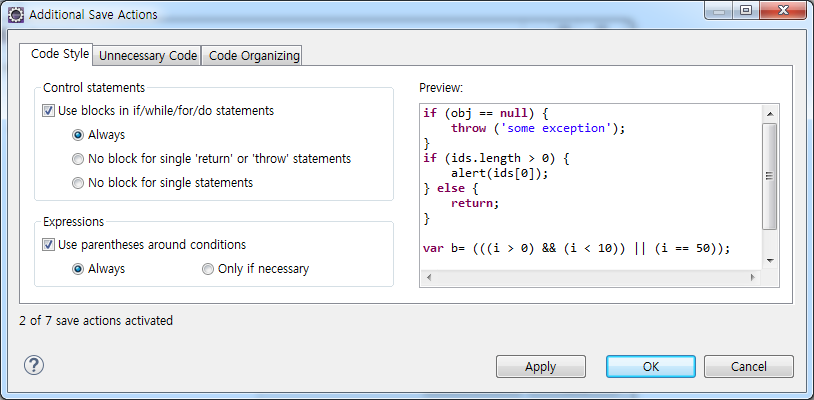 Additional Save Actions
Code Style
Unnecessary Code
Code Organizing
Control statements
Use blocks in if/while/for/do statements
Always
No block for single 'return' or 'throw' statements
No block for single statements
Expressions
Use parentheses around conditions
Always
Only if necessary
Preview:
if (obj == null) {
    throw ('some exception');
}
if (ids.length > 0) {
    alert(ids[0]);
} else {
    return;
}
var b= (((i > 0) && (i < 10)) || (i == 50));
2 of 7 save actions activated
?
Apply
OK
Cancel